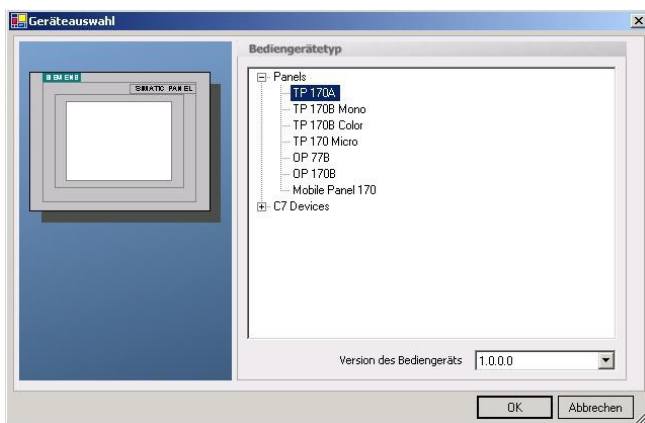 Geräteauswahl
SIEMENS
SIMATIC PANEL
Bediengerätetyp
Panels
TP 170A
TP 170B Mono
TP 170B Color
TP 170 Micro
OP 77B
OP 170B
Mobile Panel 170
C7 Devices
Version des Bediengeräts 1.0.0.0
OK Abbrechen